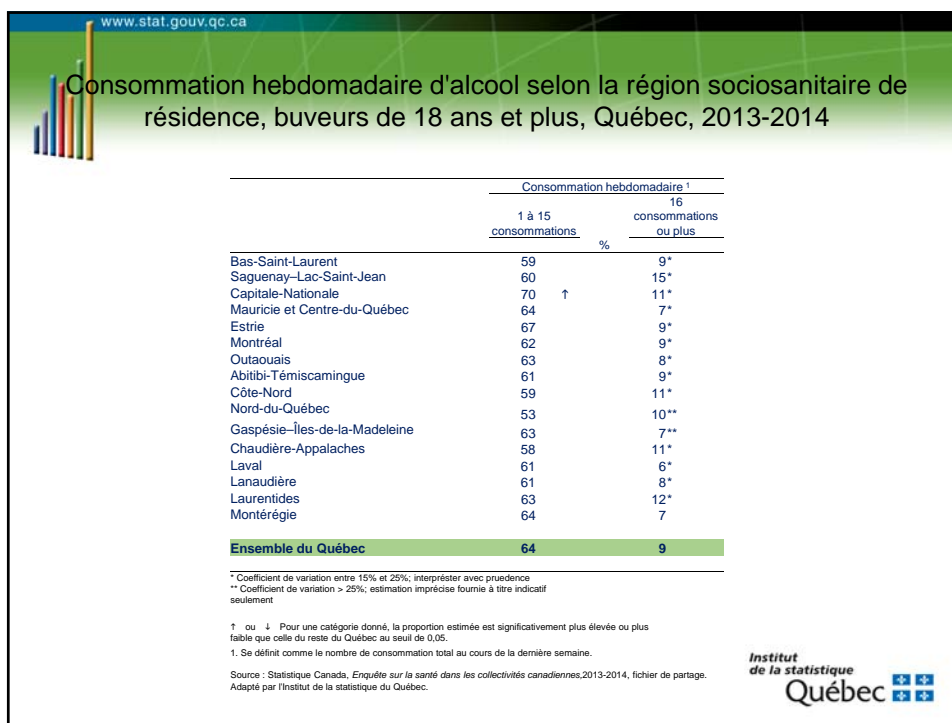 www.stat.gouv.qc.ca
Consommation hebdomadaire d'alcool selon la région sociosanitaire de
résidence, buveurs de 18 ans et plus, Québec, 2013-2014
Consommation hebdomadaire 1
1 à 15 consommations 16 consommations ou plus
%
Bas-Saint-Laurent 59 9*
Saguenay–Lac-Saint-Jean 60 15*
Capitale-Nationale 70 ↑ 11*
Mauricie et Centre-du-Québec 64 7*
Estrie 67 9*
Montréal 62 9*
Outaouais 63 8*
Abitibi-Témiscamingue 61 9*
Côte-Nord 59 11*
Nord-du-Québec 53 10**
Gaspésie–Îles-de-la-Madeleine 63 7**
Chaudière-Appalaches 58 11*
Laval 61 6*
Lanaudière 61 8*
Laurentides 63 12*
Montérégie 64 7
Ensemble du Québec 64 9
* Coefficient de variation entre 15% et 25%; interpréster avec pruedence
** Coefficient de variation > 25%; estimation imprécise fournie à titre indicatif
seulement
↑ ou ↓ Pour une catégorie donné, la proportion estimée est significativement plus élevée ou plus
faible que celle du reste du Québec au seuil de 0,05.
1. Se définit comme le nombre de consommation total au cours de la dernière semaine.
Source : Statistique Canada, Enquête sur la santé dans les collectivités canadiennes,2013-2014, fichier de partage.
Adapté par l'Institut de la statistique du Québec.
Institut
de la statistique
Québec